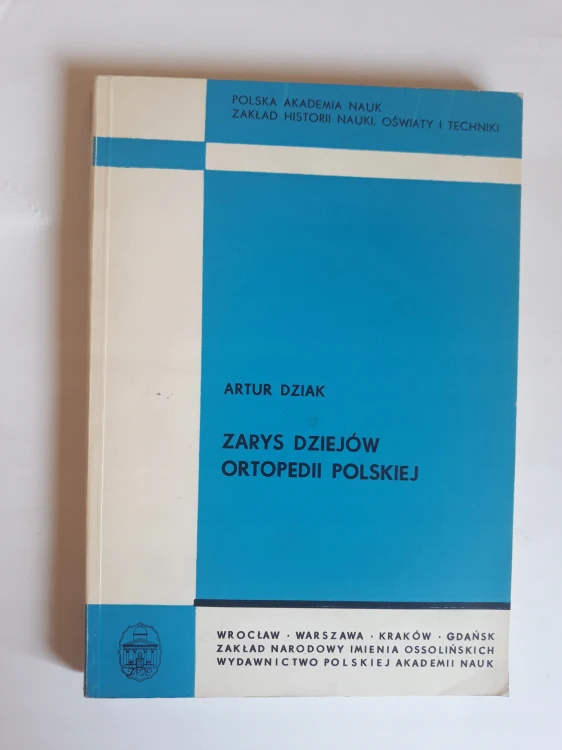 POLSKA AKADEMIA NAUK
ZAKŁAD HISTORII NAUKI, OŚWIATY I TECHNIKI
ARTUR DZIAK
ZARYS DZIEJÓW
ORTOPEDII POLSKIEJ
WROCŁAW · WARSZAWA · KRAKÓW · GDAŃSK
ZAKŁAD NARODOWY IMIENIA OSSOLIŃSKICH
WYDAWNICTWO POLSKIEJ AKADEMII NAUK